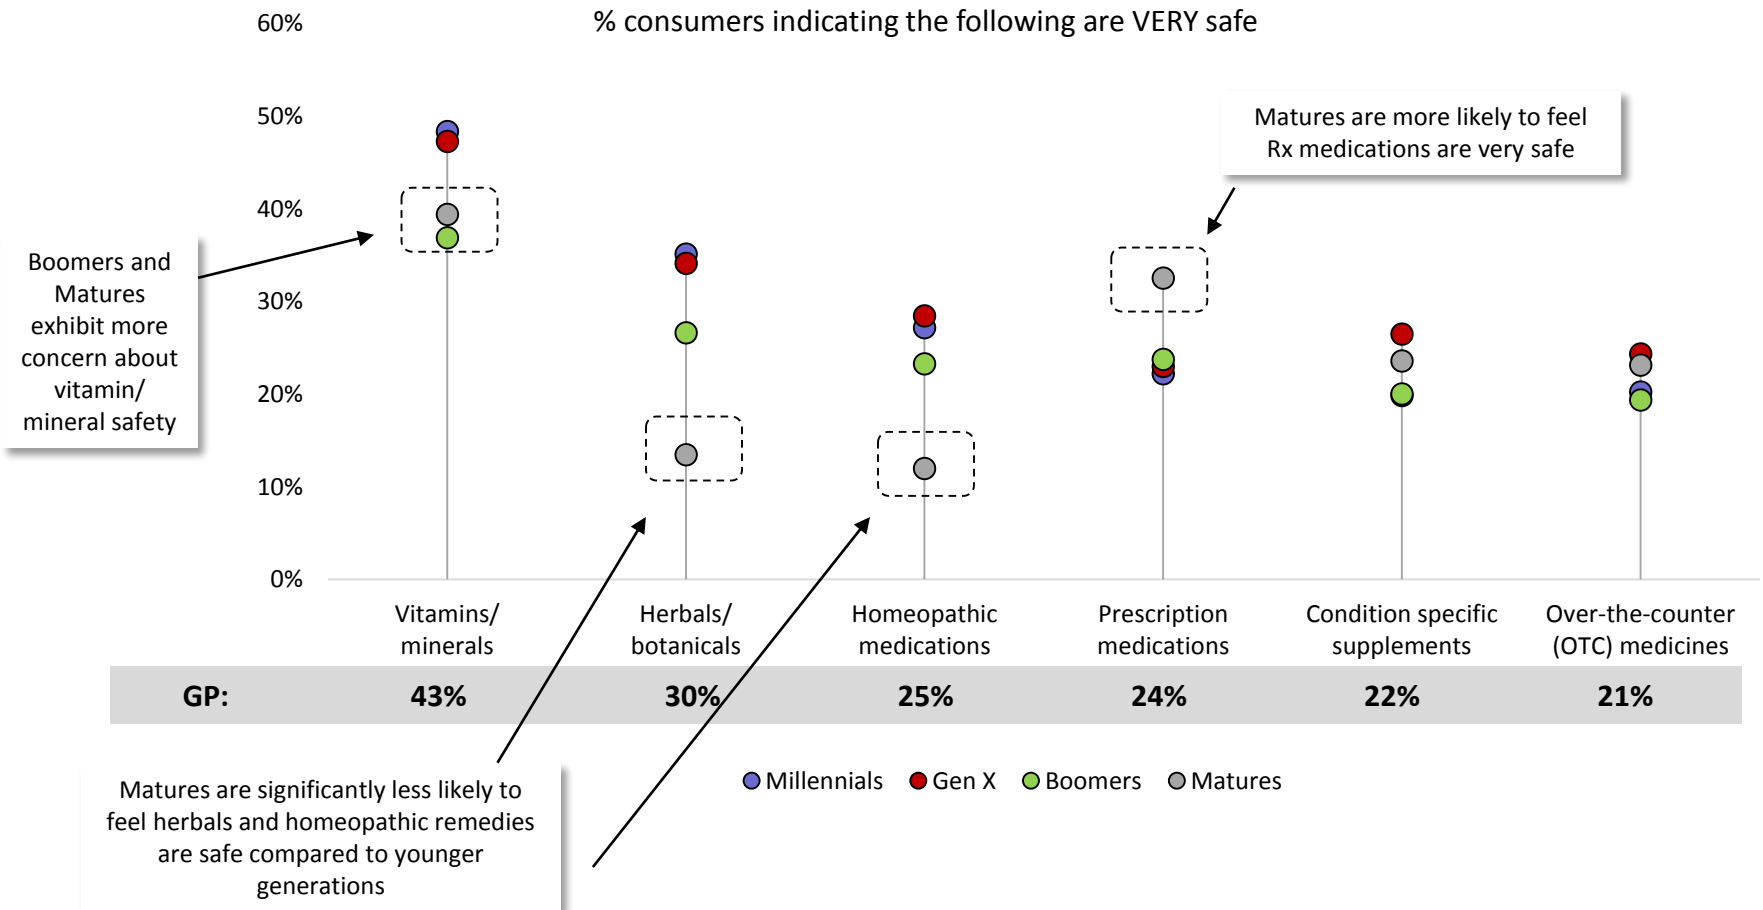 % consumers indicating the following are VERY safe
60%
50%
40%
30%
20%
10%
0%
Matures are more likely to feel
Rx medications are very safe
Boomers and
Matures
exhibit more
concern about
vitamin/
mineral safety
Vitamins/
minerals
Herbals/
botanicals
Homeopathic
medications
Prescription
medications
Condition specific
supplements
Over-the-counter
(OTC) medicines
GP: 43% 30% 25% 24% 22% 21%
Millennials Gen X Boomers Matures
Matures are significantly less likely to
feel herbals and homeopathic remedies
are safe compared to younger
generations